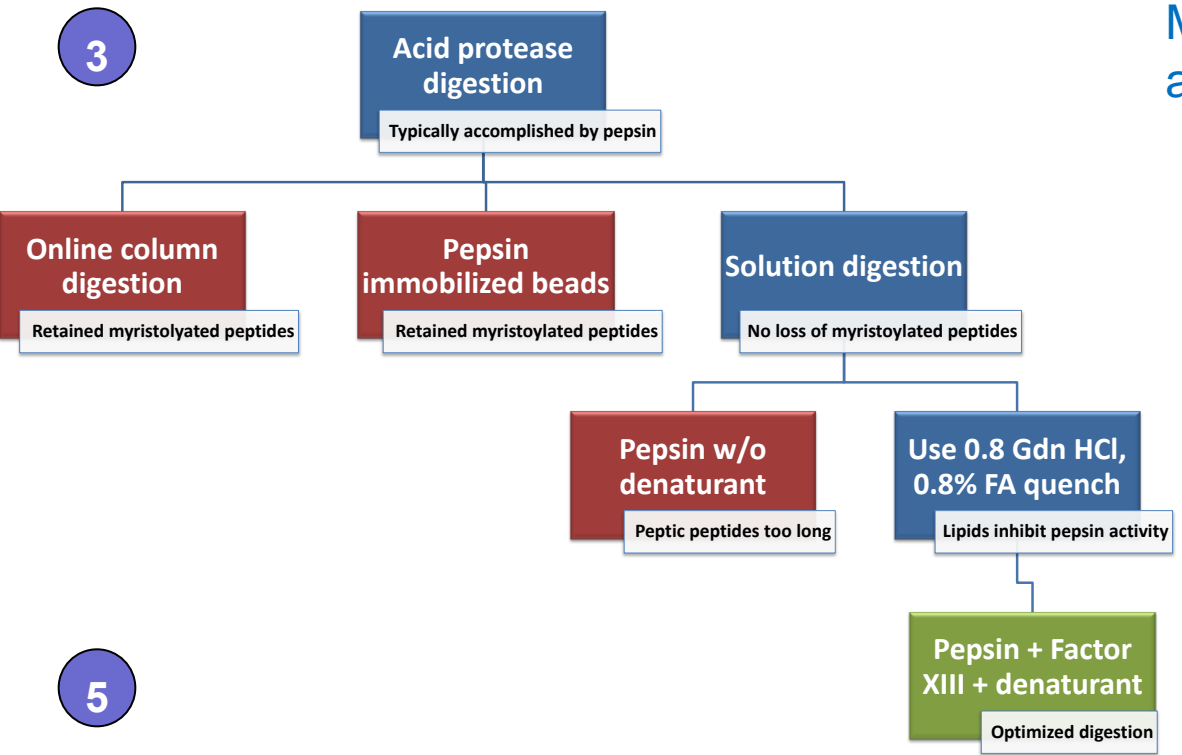 3
M
a
Acid protease
digestion
Typically accomplished by pepsin
Online column
digestion
Retained myristolyated peptides
Pepsin
immobilized beads
Retained myristoylated peptides
Solution digestion
No loss of myristoylated peptides
Pepsin w/o
denaturant
Peptic peptides too long
Use 0.8 Gdn HCl,
0.8% FA quench
Lipids inhibit pepsin activity
Pepsin + Factor
XIII + denaturant
Optimized digestion
5